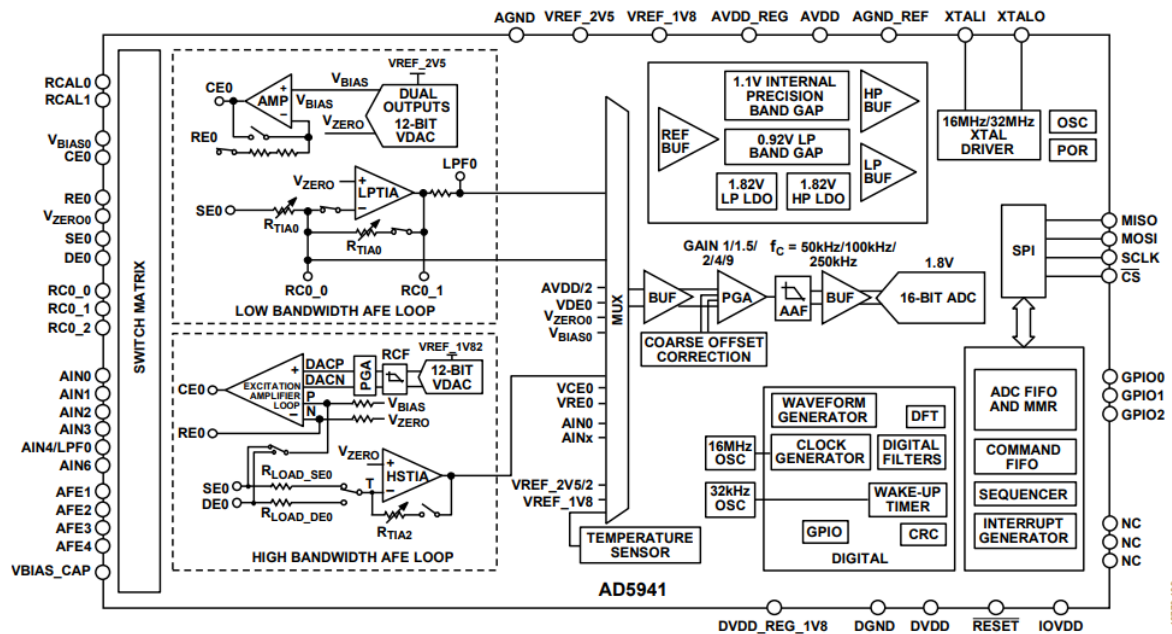 AGND VREF_2V5 VREF_1V8 AVDD_REG AVDD AGND_REF XTALI XTALO
SWITCH MATRIX
RCAL0
RCAL1
VBIAS0
CE0
RE0
VZERO0
SE0
DE0
RC0_0
RC0_1
RC0_2
AIN0
AIN1
AIN2
AIN3
AIN4/LPF0
AIN6
AFE1
AFE2
AFE3
AFE4
VBIAS_CAP
VREF_2V5
CE0
AMP
+
−
VBIAS
VBIAS
VZERO
DUAL
OUTPUTS
12-BIT
VDAC
RE0
LPF0
VZERO
+
−
LPTIA
SE0
RTIA0
RTIA0
RC0_0
RC0_1
LOW BANDWIDTH AFE LOOP
VREF_1V82
CE0
EXCITATION
AMPLIFIER
LOOP
+
P
N
−
DACP
DACN
PGA
RCF
12-BIT
VDAC
VBIAS
VZERO
RE0
VZERO
+
−
HSTIA
RLOAD_SE0
SE0
DE0
T
RLOAD_DE0
RTIA2
HIGH BANDWIDTH AFE LOOP
MUX
AVDD/2
VDE0
VZERO0
VBIAS0
VCE0
VRE0
AIN0
AINx
VREF_2V5/2
VREF_1V8
TEMPERATURE
SENSOR
REF
BUF
1.1V INTERNAL
PRECISION
BAND GAP
0.92V LP
BAND GAP
1.82V
LP LDO
1.82V
HP LDO
HP
BUF
LP
BUF
16MHz/32MHz
XTAL
DRIVER
OSC
POR
GAIN 1/1.5/
2/4/9
fC = 50kHz/100kHz/
250kHz
1.8V
BUF
PGA
AAF
BUF
16-BIT ADC
COARSE OFFSET
CORRECTION
SPI
MISO
MOSI
SCLK
CS
WAVEFORM
GENERATOR
DFT
16MHz
OSC
CLOCK
GENERATOR
DIGITAL
FILTERS
32kHz
OSC
WAKE-UP
TIMER
GPIO
CRC
DIGITAL
ADC FIFO
AND MMR
COMMAND
FIFO
SEQUENCER
INTERRUPT
GENERATOR
GPIO0
GPIO1
GPIO2
NC
NC
NC
AD5941
DVDD_REG_1V8 DGND DVDD RESET IOVDD